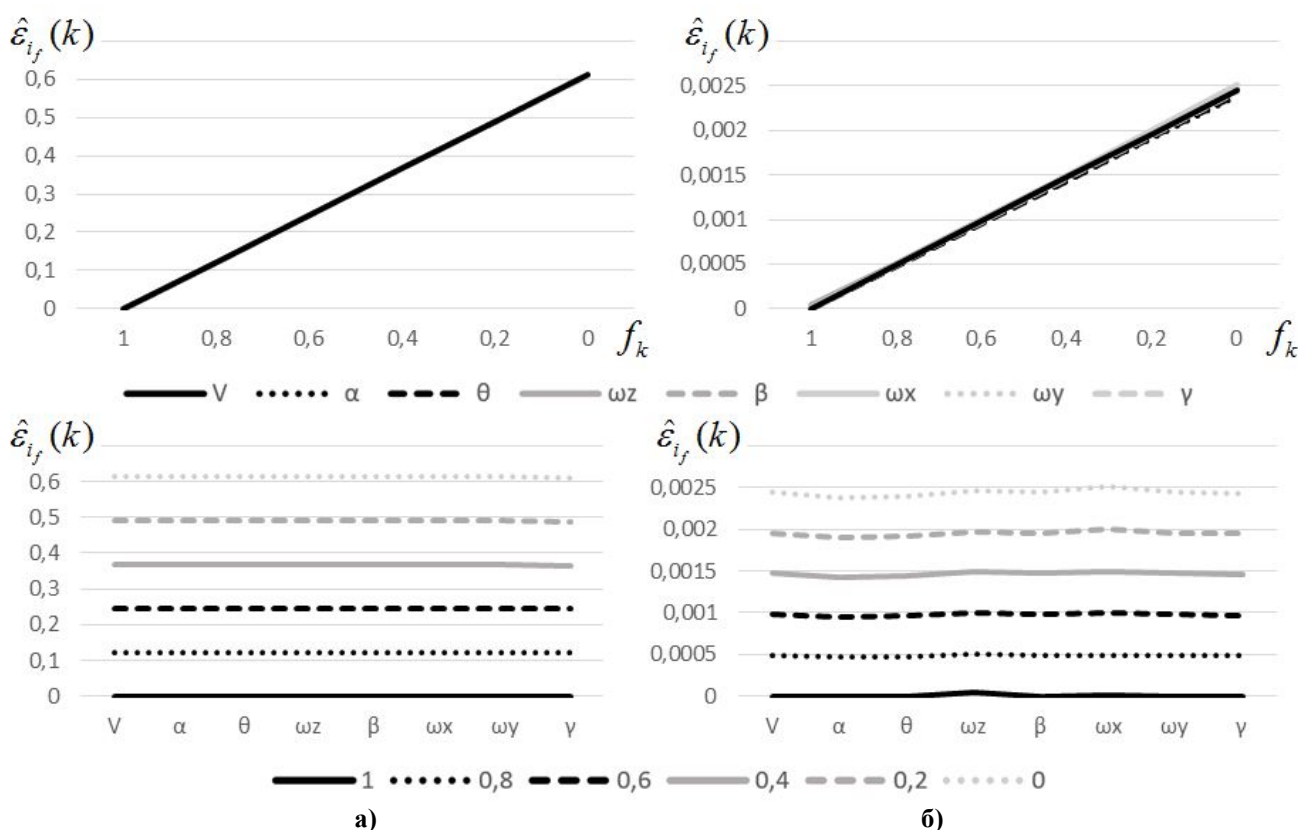 ε̂_{i_f}(k) ε̂_{i_f}(k)
0,6 0,0025
0,5 0,002
0,4 0,0015
0,3 0,001
0,2 0,0005
0,1 0
0
1 0,8 0,6 0,4 0,2 0 f_k 1 0,8 0,6 0,4 0,2 0 f_k
V α θ ωz β ωx ωy γ
ε̂_{i_f}(k) ε̂_{i_f}(k)
0,6 0,0025
0,5 0,002
0,4 0,0015
0,3 0,001
0,2 0,0005
0,1 0
0
V α θ ωz β ωx ωy γ V α θ ωz β ωx ωy γ
1 0,8 0,6 0,4 0,2 0
а) б)